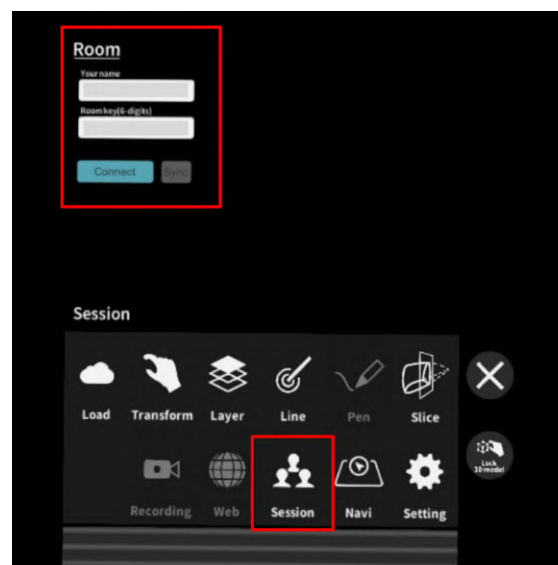 Room
Your name
Room key(6-digits)
Connect Sync
Session
Load Transform Layer Line Pen Slice
Recording Web Session Navi Setting
Lock
3D model